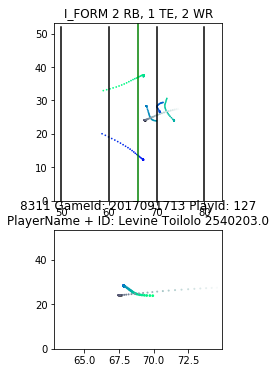 I_FORM 2 RB, 1 TE, 2 WR
50
40
30
20
10
0
50 60 70 80
8311 GameId: 2017091713 PlayId: 127
PlayerName + ID: Levine Toilolo 2540203.0
40
20
0
65.0 67.5 70.0 72.5